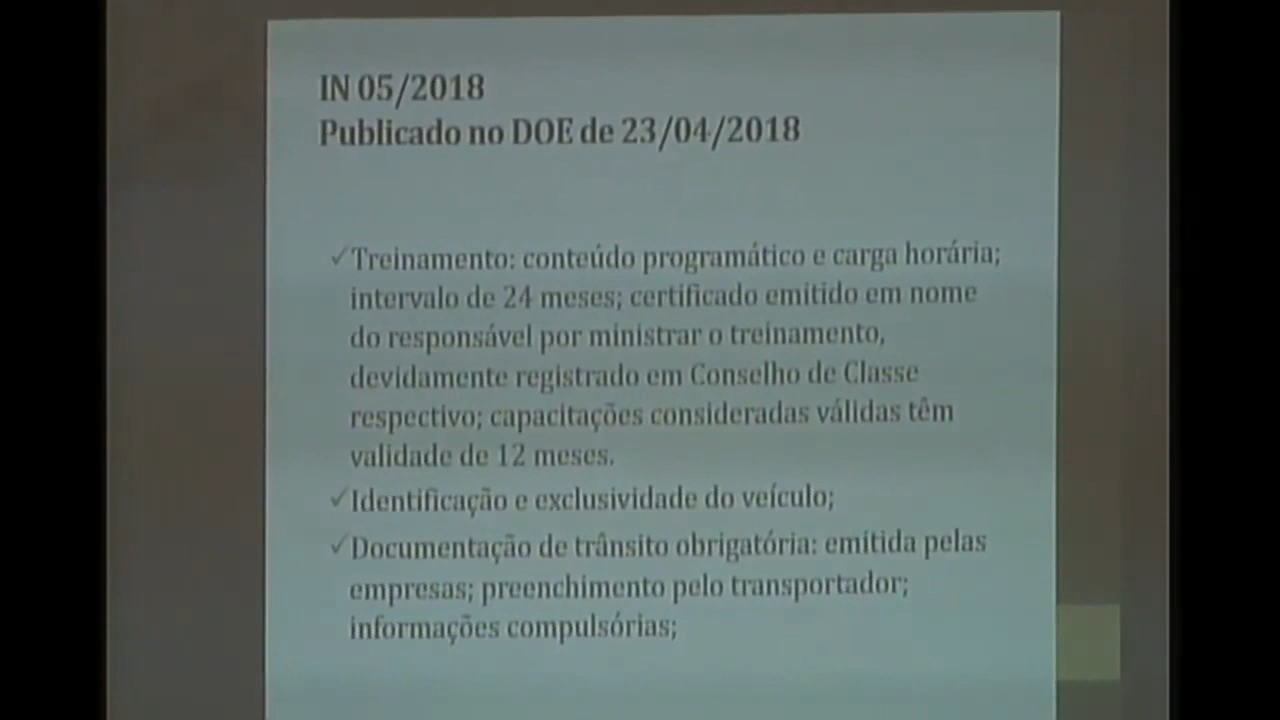 IN 05/2018
Publicado no DOE de 23/04/2018
✓Treinamento: conteúdo programático e carga horária;
intervalo de 24 meses; certificado emitido em nome
do responsável por ministrar o treinamento,
devidamente registrado em Conselho de Classe
respectivo; capacitações consideradas válidas têm
validade de 12 meses.
✓Identificação e exclusividade do veículo;
✓Documentação de trânsito obrigatória: emitida pelas
empresas; preenchimento pelo transportador;
informações compulsórias;